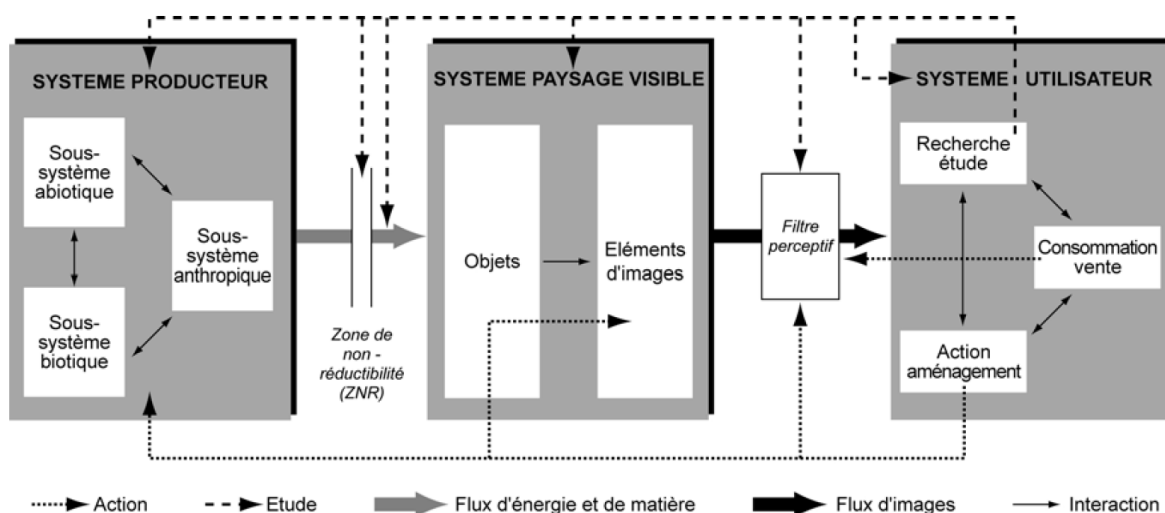 SYSTEME PRODUCTEUR
Sous-
système
abiotique
Sous-
système
anthropique
Sous-
système
biotique
Zone de
non -
réductibilité
(ZNR)
SYSTEME PAYSAGE VISIBLE
Objets
Eléments
d'images
Filtre
perceptif
SYSTEME UTILISATEUR
Recherche
étude
Consommation
vente
Action
aménagement
Action
Etude
Flux d'énergie et de matière
Flux d'images
Interaction